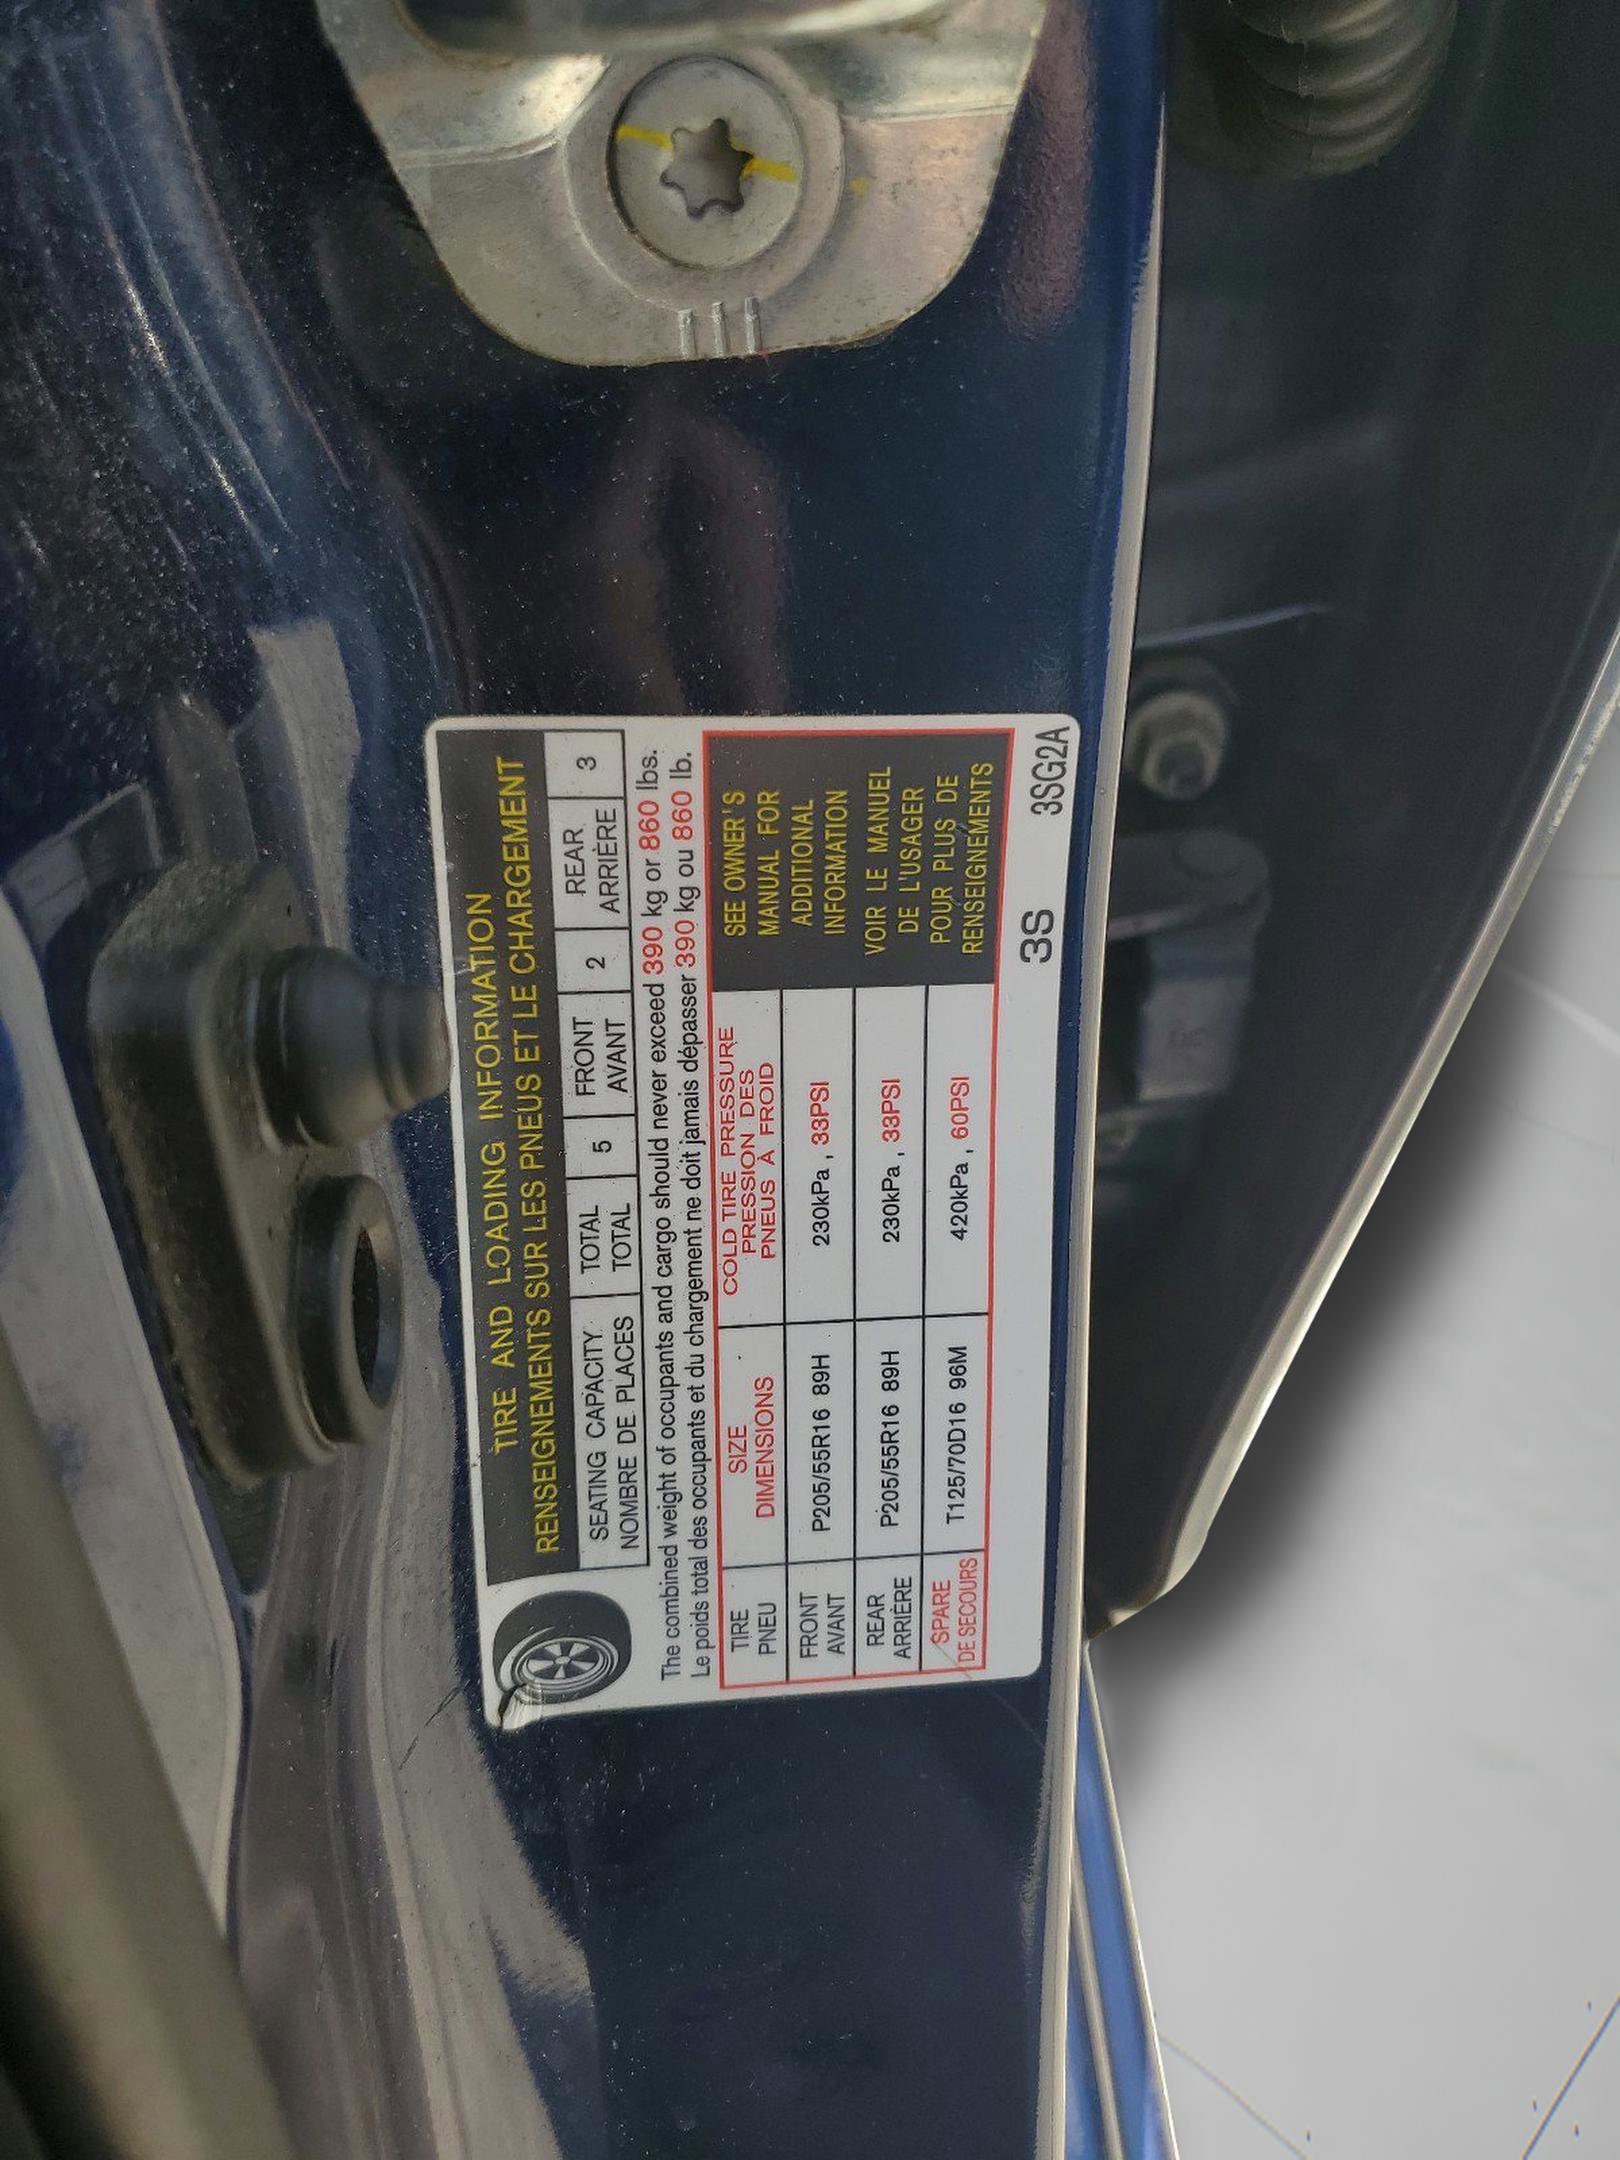 TIRE AND LOADING INFORMATION
RENSEIGNEMENTS SUR LES PNEUS ET LE CHARGEMENT
SEATING CAPACITY TOTAL 5 FRONT 2 REAR 3
NOMBRE DE PLACES TOTAL AVANT ARRIÈRE
The combined weight of occupants and cargo should never exceed 390 kg or 860 lbs.
Le poids total des occupants et du chargement ne doit jamais dépasser 390 kg ou 860 lb.
TIRE SIZE COLD TIRE PRESSURE
PNEU DIMENSIONS PRESSION DES
PNEUS À FROID
FRONT P205/55R16 89H 230kPa, 33PSI
AVANT
REAR P205/55R16 89H 230kPa, 33PSI
ARRIÈRE
SPARE T125/70D16 96M 420kPa, 60PSI
DE SECOURS
SEE OWNER'S
MANUAL FOR
ADDITIONAL
INFORMATION
VOIR LE MANUEL
DE L'USAGER
POUR PLUS DE
RENSEIGNEMENTS
3S 3SG2A